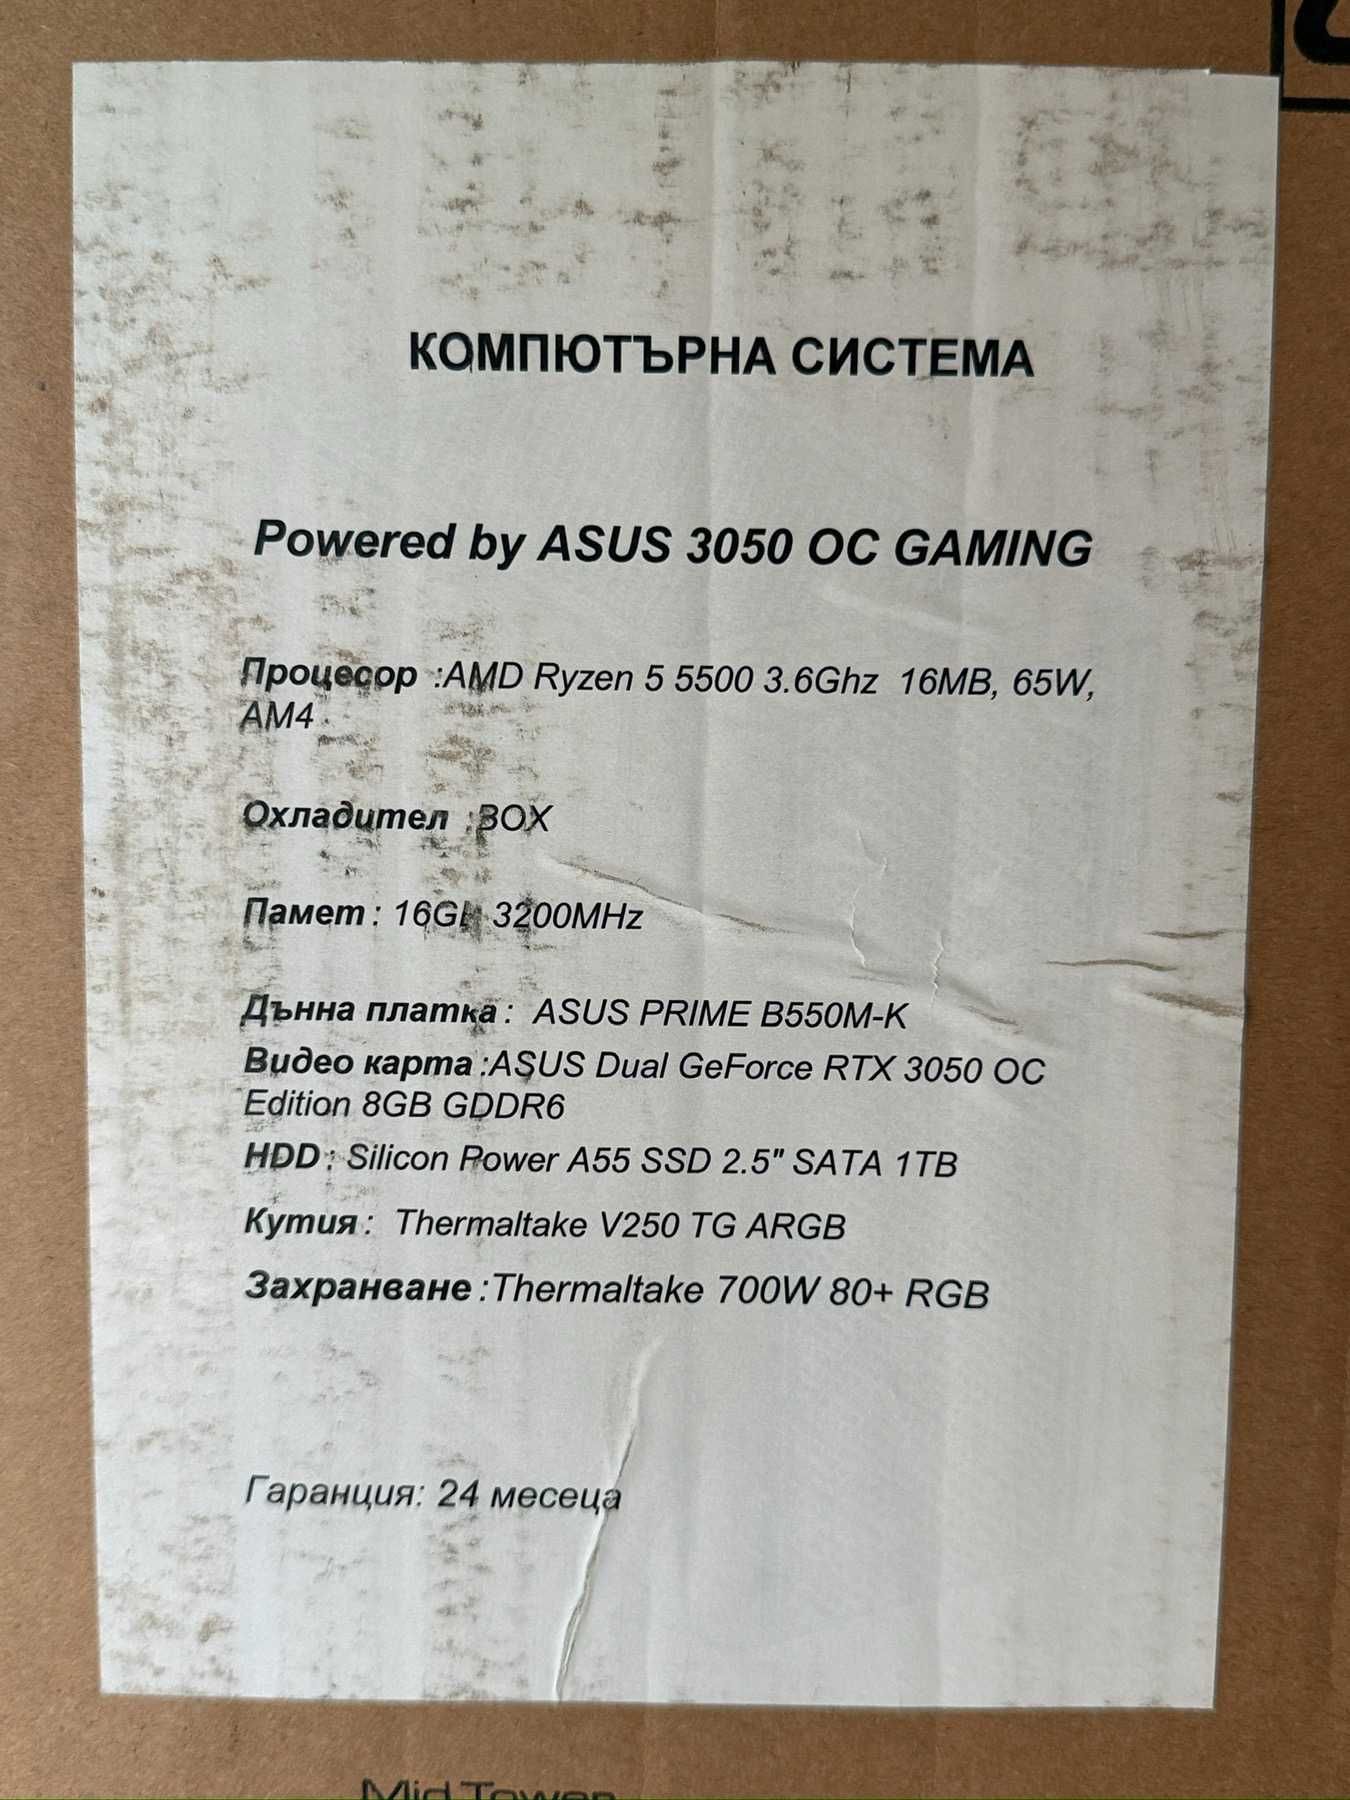 КОМПЮТЪРНА СИСТЕМА
Powered by ASUS 3050 OC GAMING
Процесор :AMD Ryzen 5 5500 3.6Ghz 16MB, 65W,
AM4
Охладител :BOX
Памет: 16GB 3200MHz
Дънна платка: ASUS PRIME B550M-K
Видео карта:ASUS Dual GeForce RTX 3050 OC
Edition 8GB GDDR6
HDD: Silicon Power A55 SSD 2.5" SATA 1TB
Кутия: Thermaltake V250 TG ARGB
Захранване:Thermaltake 700W 80+ RGB
Гаранция: 24 месеца
Mid Tower